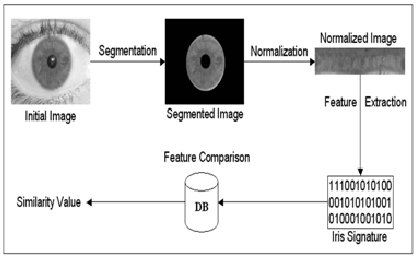 Initial Image
Segmentation
Segmented Image
Normalization
Normalized Image
Feature Extraction
111001010100
001010101001
010001001010
Iris Signature
Feature Comparison
DB
Similarity Value